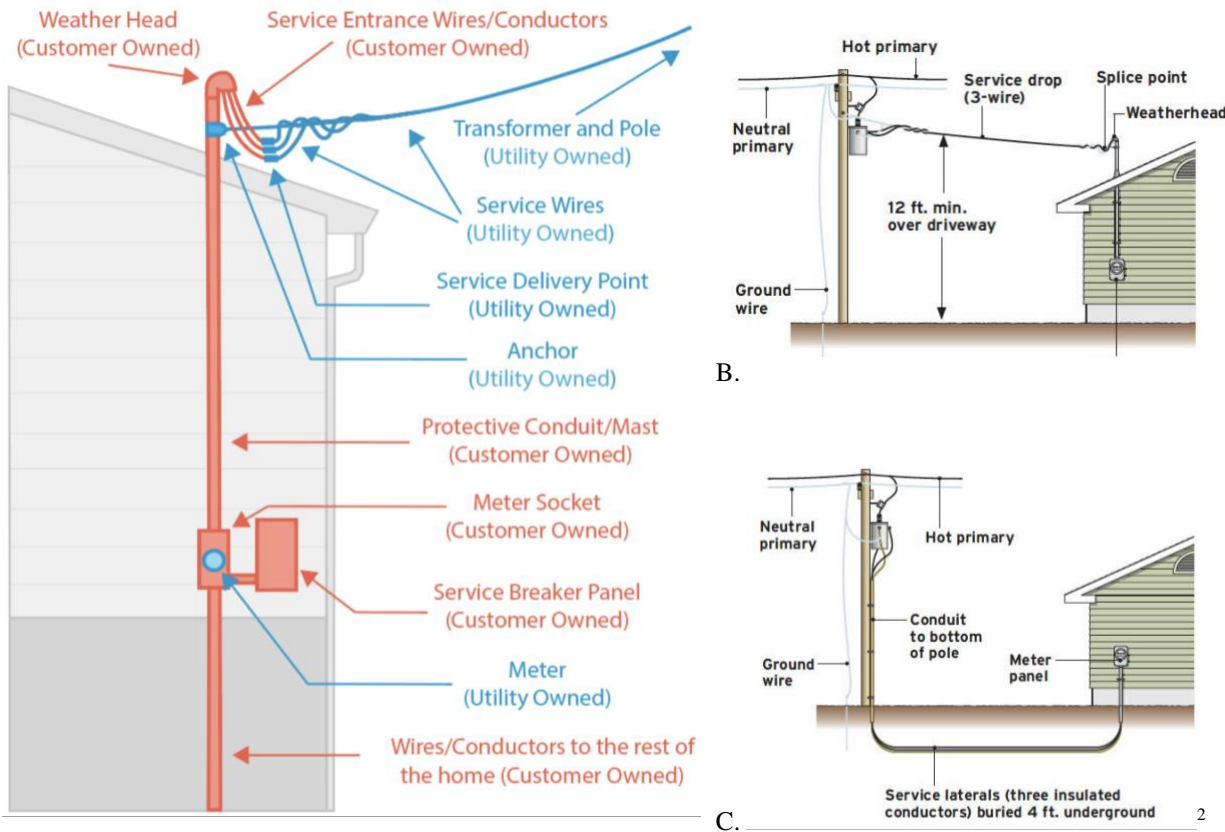 Weather Head
(Customer Owned)
Service Entrance Wires/Conductors
(Customer Owned)
Transformer and Pole
(Utility Owned)
Service Wires
(Utility Owned)
Service Delivery Point
(Utility Owned)
Anchor
(Utility Owned)
Protective Conduit/Mast
(Customer Owned)
Meter Socket
(Customer Owned)
Service Breaker Panel
(Customer Owned)
Meter
(Utility Owned)
Wires/Conductors to the rest of
the home (Customer Owned)
Hot primary
Service drop
(3-wire)
Splice point
Weatherhead
Neutral
primary
12 ft. min.
over driveway
Ground
wire
B.
Neutral
primary
Hot primary
Conduit
to bottom
of pole
Ground
wire
Meter
panel
Service laterals (three insulated
conductors) buried 4 ft. underground
C.
2